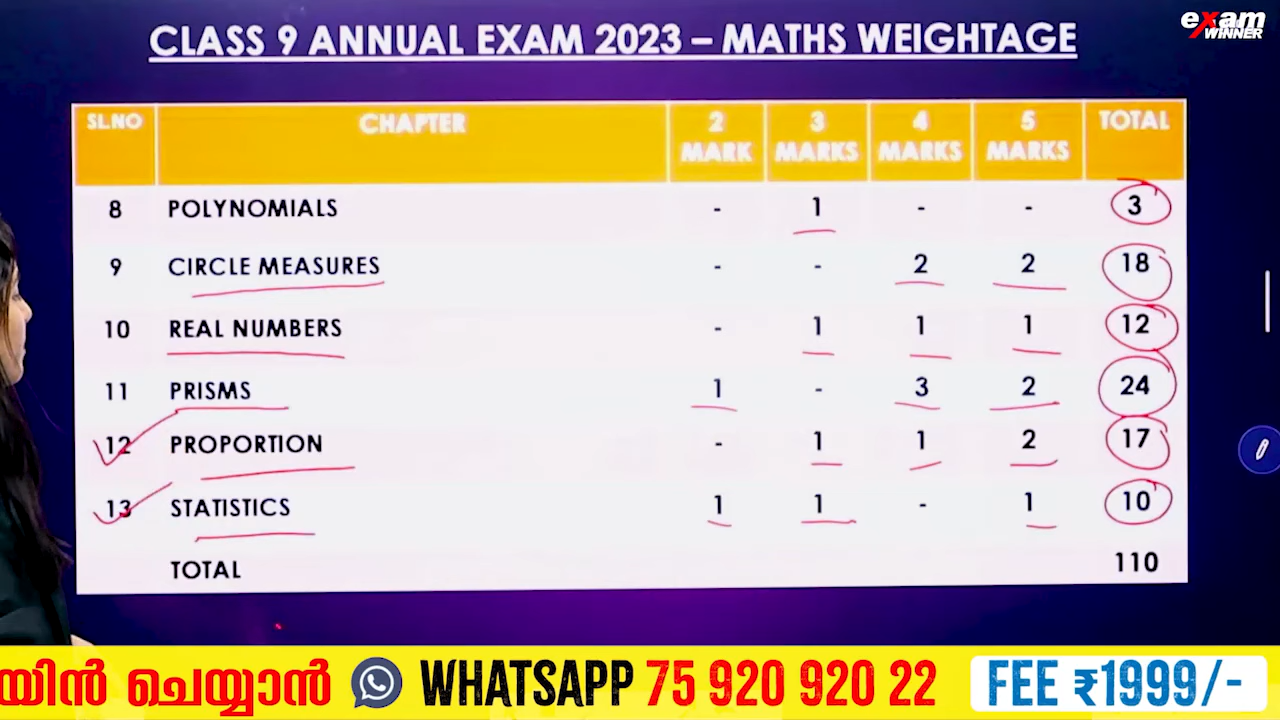 exam
WINNER
CLASS 9 ANNUAL EXAM 2023 – MATHS WEIGHTAGE
SL.NO CHAPTER 2 MARK 3 MARKS 4 MARKS 5 MARKS TOTAL
8 POLYNOMIALS - 1 - - 3
9 CIRCLE MEASURES - - 2 2 18
10 REAL NUMBERS - 1 1 1 12
11 PRISMS 1 - 3 2 24
12 PROPORTION - 1 1 2 17
13 STATISTICS 1 1 - 1 10
TOTAL 110
യിൻ ചെയ്യാൻ WHATSAPP 75 920 920 22 FEE ₹1999/-